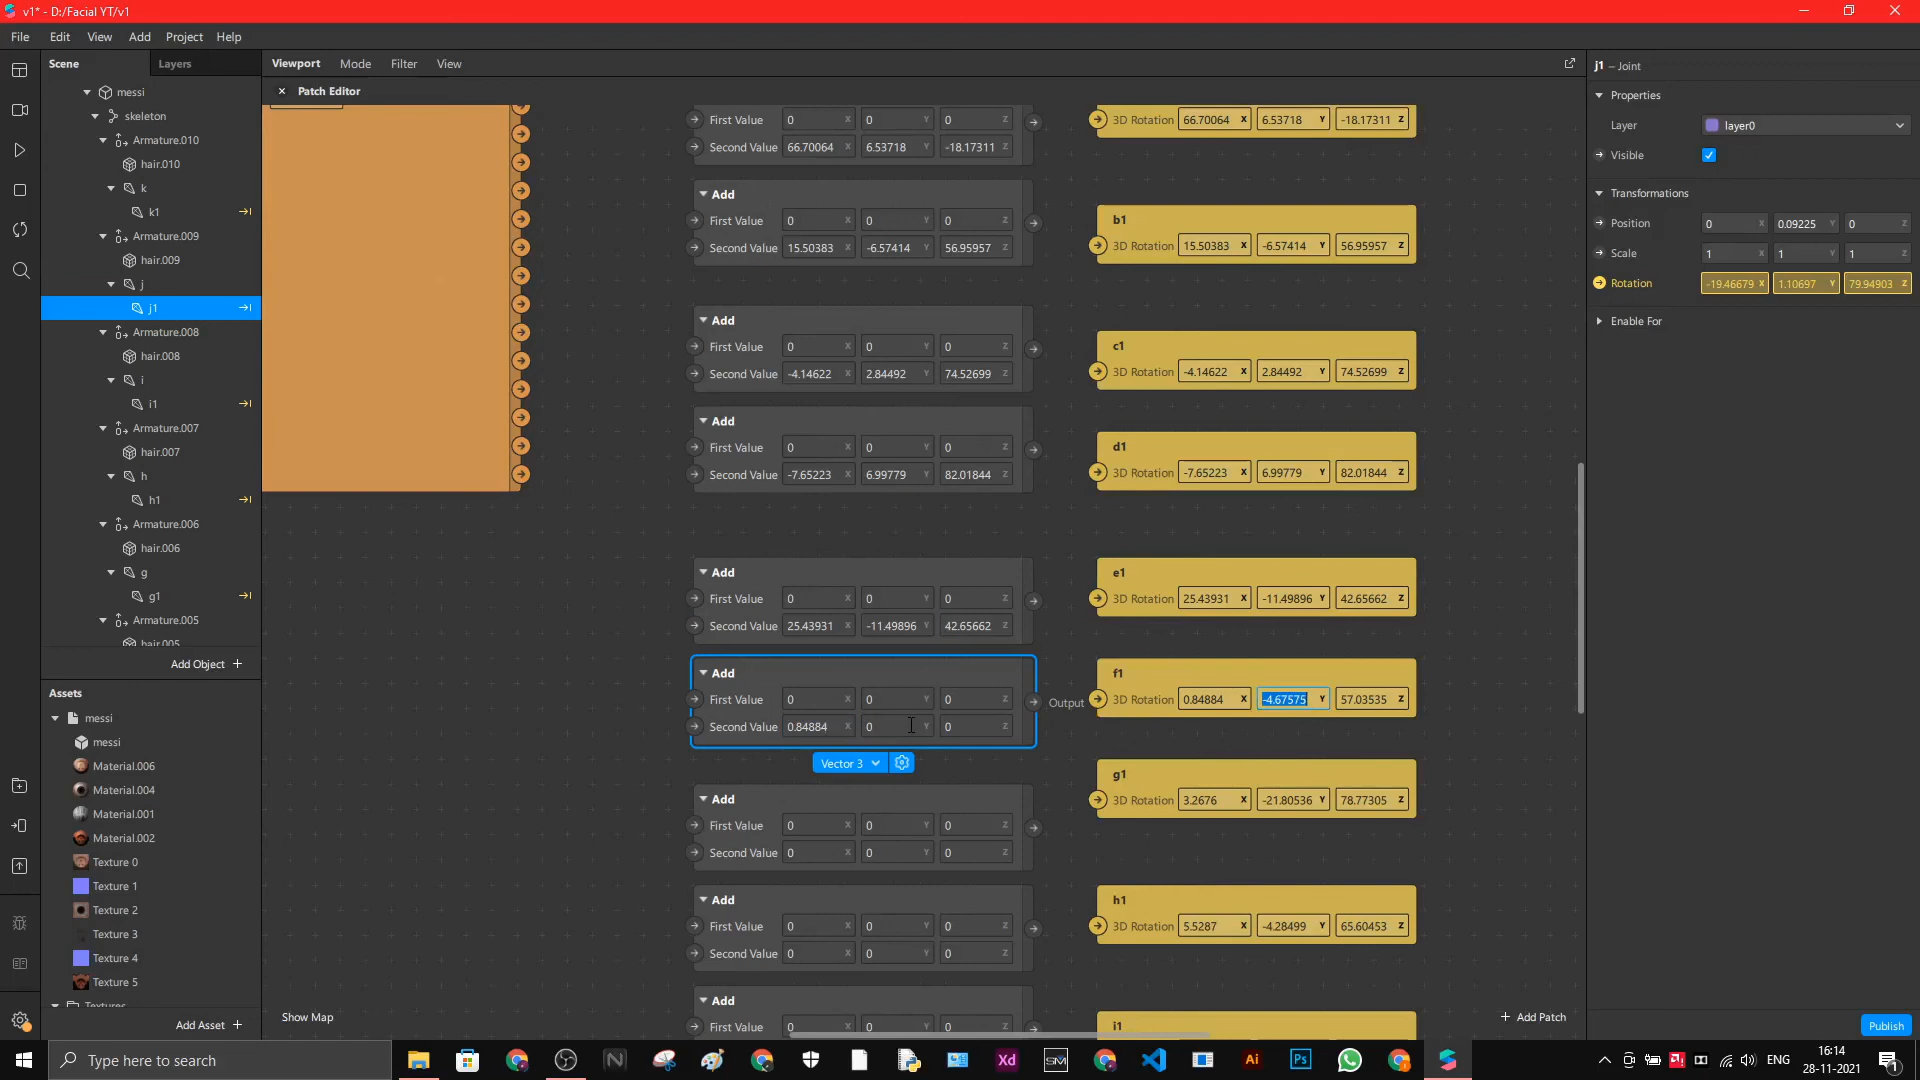 v1* - D:/Facial YT/v1
File Edit View Add Project Help
Scene Layers
messi
skeleton
Armature.010
hair.010
k
k1
Armature.009
hair.009
j
j1
Armature.008
hair.008
i
i1
Armature.007
hair.007
h
h1
Armature.006
hair.006
g
g1
Armature.005
hair.005
Add Object +
Assets
messi
messi
Material.006
Material.004
Material.001
Material.002
Texture 0
Texture 1
Texture 2
Texture 3
Texture 4
Texture 5
Textures
Add Asset +
Viewport Mode Filter View
× Patch Editor
First Value 0 X 0 Y 0 Z
Second Value 66.70064 6.53718 Y -18.17311
Add
First Value 0 X 0 Y 0 Z
Second Value 15.50383 X -6.57414 Y 56.95957
Add
First Value 0 X 0 Y 0 Z
Second Value -4.14622 X 2.84492 Y 74.52699
Add
First Value 0 X 0 Y 0 Z
Second Value -7.65223 X 6.99779 Y 82.01844
Add
First Value 0 X 0 Y 0 Z
Second Value 25.43931 -11.49896 42.65662
Add
First Value 0 X 0 Y 0 Z Output
Second Value 0.84884 X 0 Y 0 Z
Vector 3
Add
First Value 0 X 0 Y 0 Z
Second Value 0 X 0 Y 0 Z
Add
First Value 0 X 0 Y 0 Z
Second Value 0 X 0 Y 0 Z
Add
First Value 0 X 0 Y 0 Z
3D Rotation 66.70064 X 6.53718 Y -18.17311 Z
b1
3D Rotation 15.50383 X -6.57414 Y 56.95957 Z
c1
3D Rotation -4.14622 X 2.84492 Y 74.52699 Z
d1
3D Rotation -7.65223 X 6.99779 Y 82.01844 Z
e1
3D Rotation 25.43931 X -11.49896 Y 42.65662 Z
f1
3D Rotation 0.84884 X -4.67575 Y 57.03535 Z
g1
3D Rotation 3.2676 X -21.80536 Y 78.77305 Z
h1
3D Rotation 5.5287 X -4.28499 Y 65.60453 Z
i1
Show Map
+ Add Patch
j1 – Joint
Properties
Layer layer0
Visible
Transformations
Position 0 X 0.09225 Y 0 Z
Scale 1 X 1 Y 1 Z
Rotation -19.46679 X 1.10697 Y 79.94903 Z
Enable For
Publish
Type here to search
N Xd SM Ai Ps
ENG
16:14
28-11-2021
1